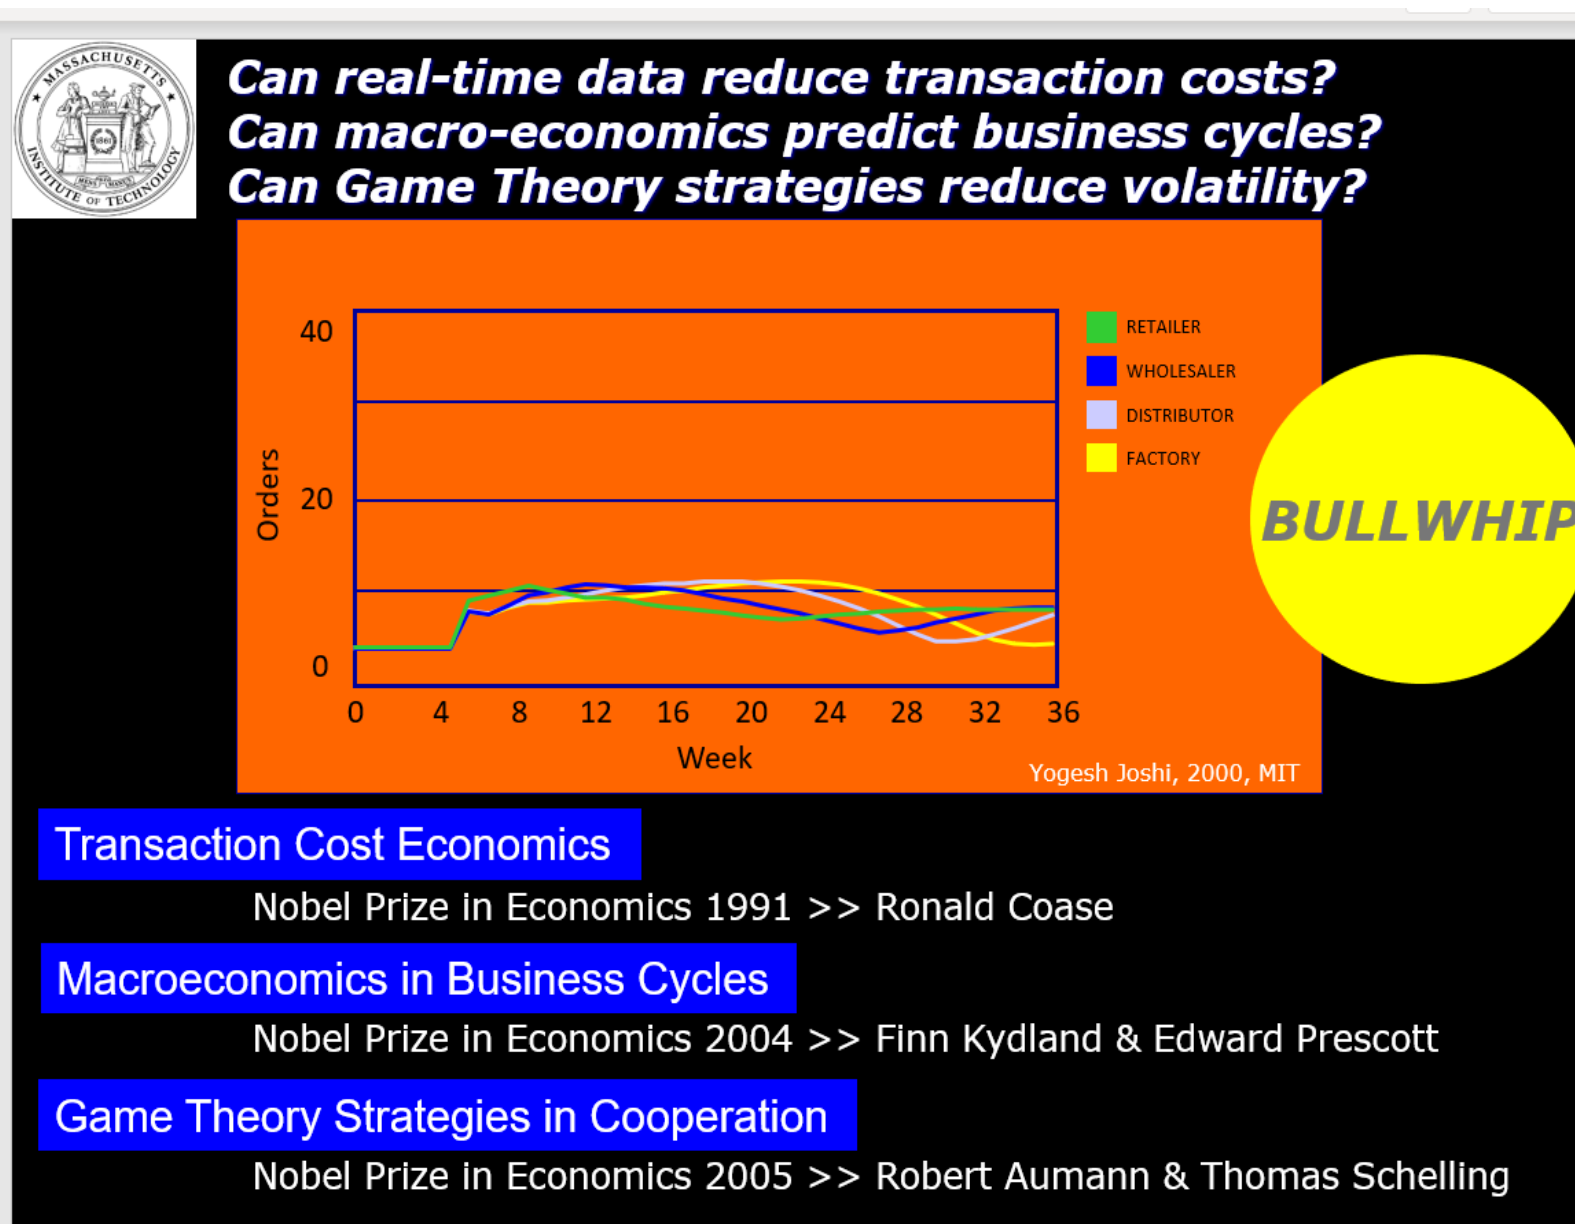 MASSACHUSETTS
INSTITUTE OF TECHNOLOGY
Can real-time data reduce transaction costs?
Can macro-economics predict business cycles?
Can Game Theory strategies reduce volatility?
40
20
0
Orders
0 4 8 12 16 20 24 28 32 36
Week
RETAILER
WHOLESALER
DISTRIBUTOR
FACTORY
BULLWHIP
Yogesh Joshi, 2000, MIT
Transaction Cost Economics
Nobel Prize in Economics 1991 >> Ronald Coase
Macroeconomics in Business Cycles
Nobel Prize in Economics 2004 >> Finn Kydland & Edward Prescott
Game Theory Strategies in Cooperation
Nobel Prize in Economics 2005 >> Robert Aumann & Thomas Schelling